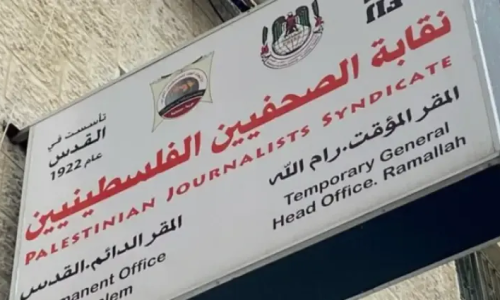 تأسست في
القدس
عام 1922
نقابة الصحفيين الفلسطينيين
PALESTINIAN JOURNALISTS SYNDICATE
المقر المؤقت.رام الله
Temporary General
Head Office. Ramallah
المقر الدائم.القدس
Office